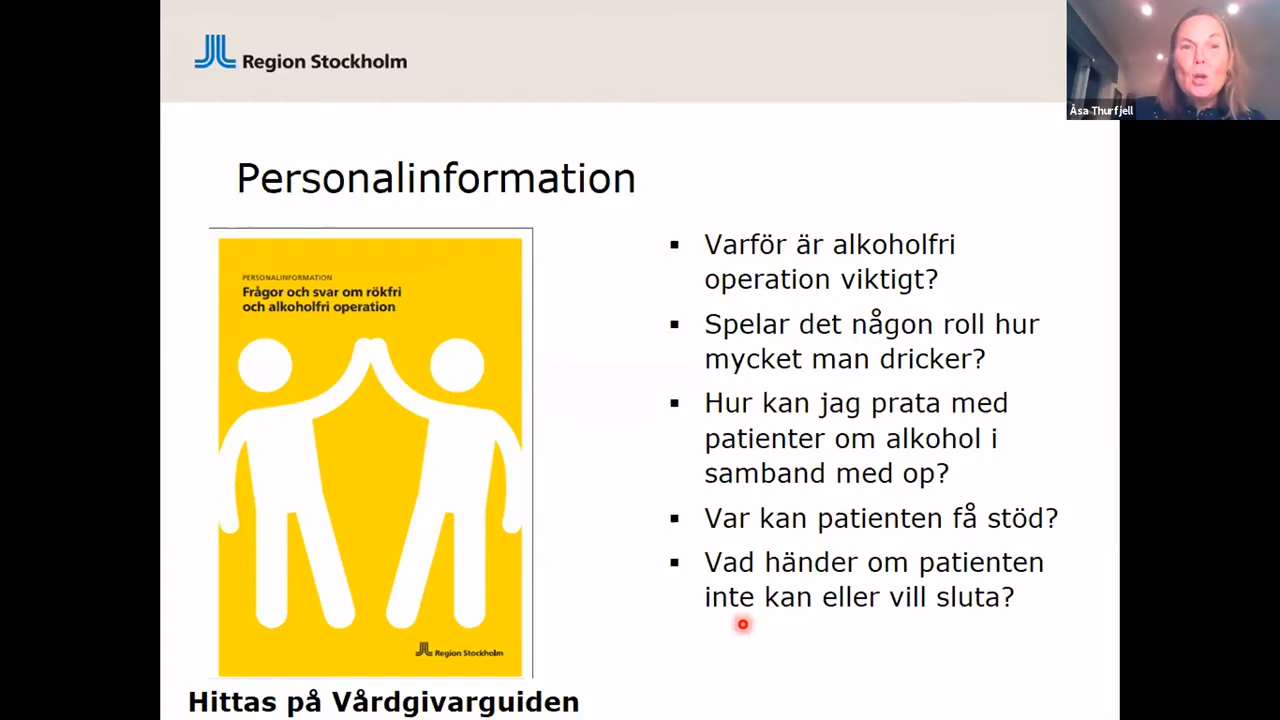 Region Stockholm
Åsa Thurfjell
Personalinformation
PERSONALINFORMATION
Frågor och svar om rökfri
och alkoholfri operation
Region Stockholm
Hittas på Vårdgivarguiden
▪ Varför är alkoholfri
operation viktigt?
▪ Spelar det någon roll hur
mycket man dricker?
▪ Hur kan jag prata med
patienter om alkohol i
samband med op?
▪ Var kan patienten få stöd?
▪ Vad händer om patienten
inte kan eller vill sluta?